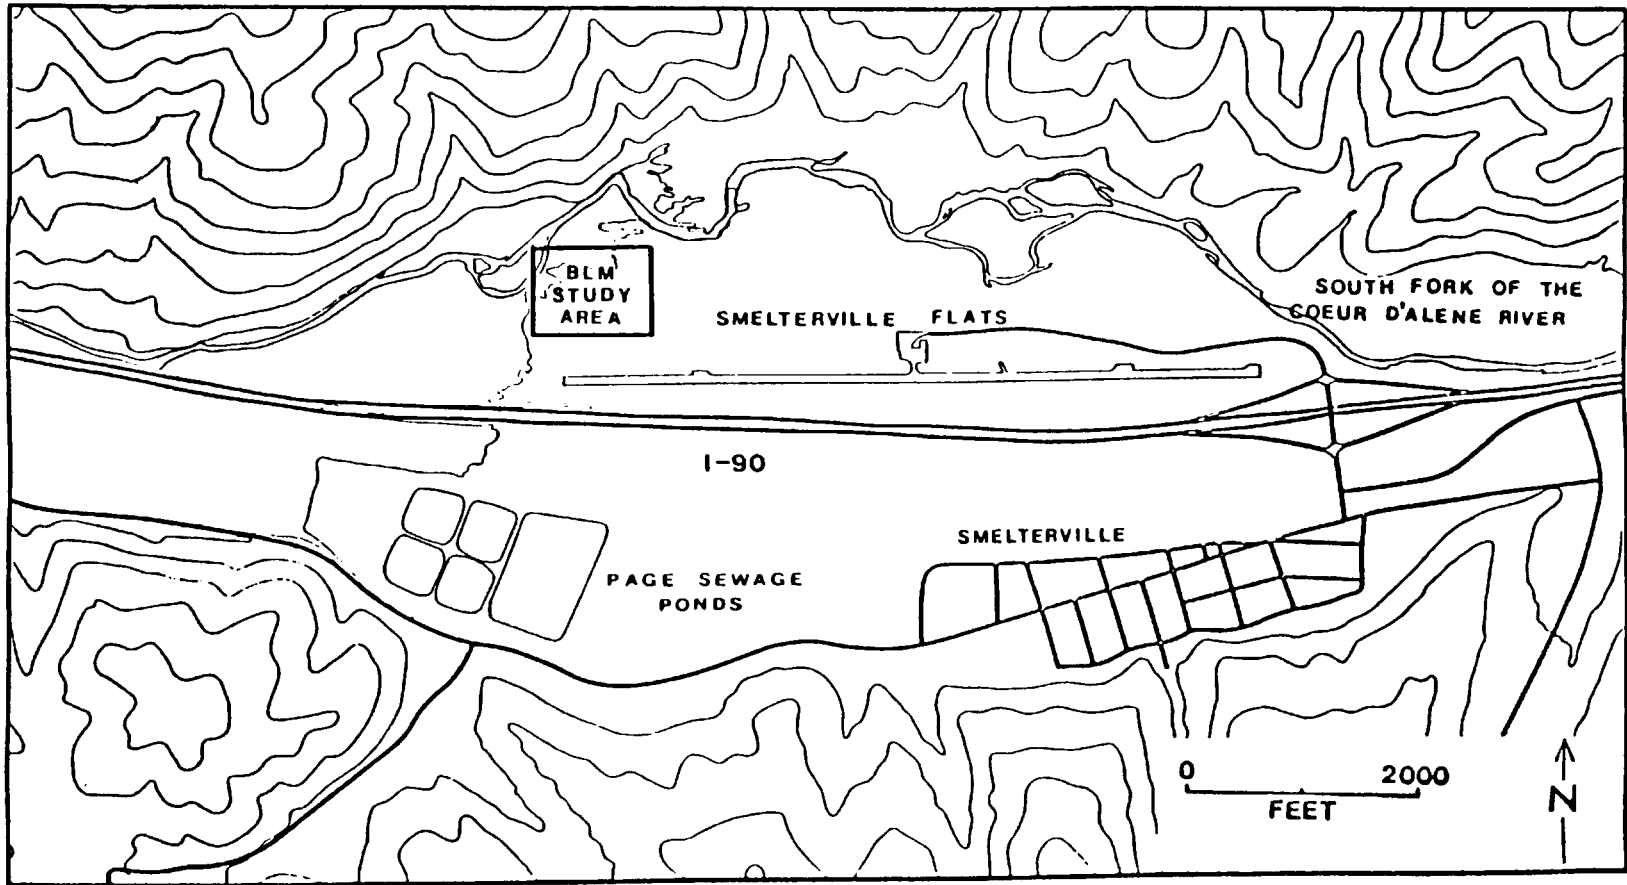 BLM
STUDY
AREA
SMELTERVILLE FLATS
SOUTH FORK OF THE
COEUR D'ALENE RIVER
I-90
SMELTERVILLE
PAGE SEWAGE
PONDS
0 2000
FEET
N